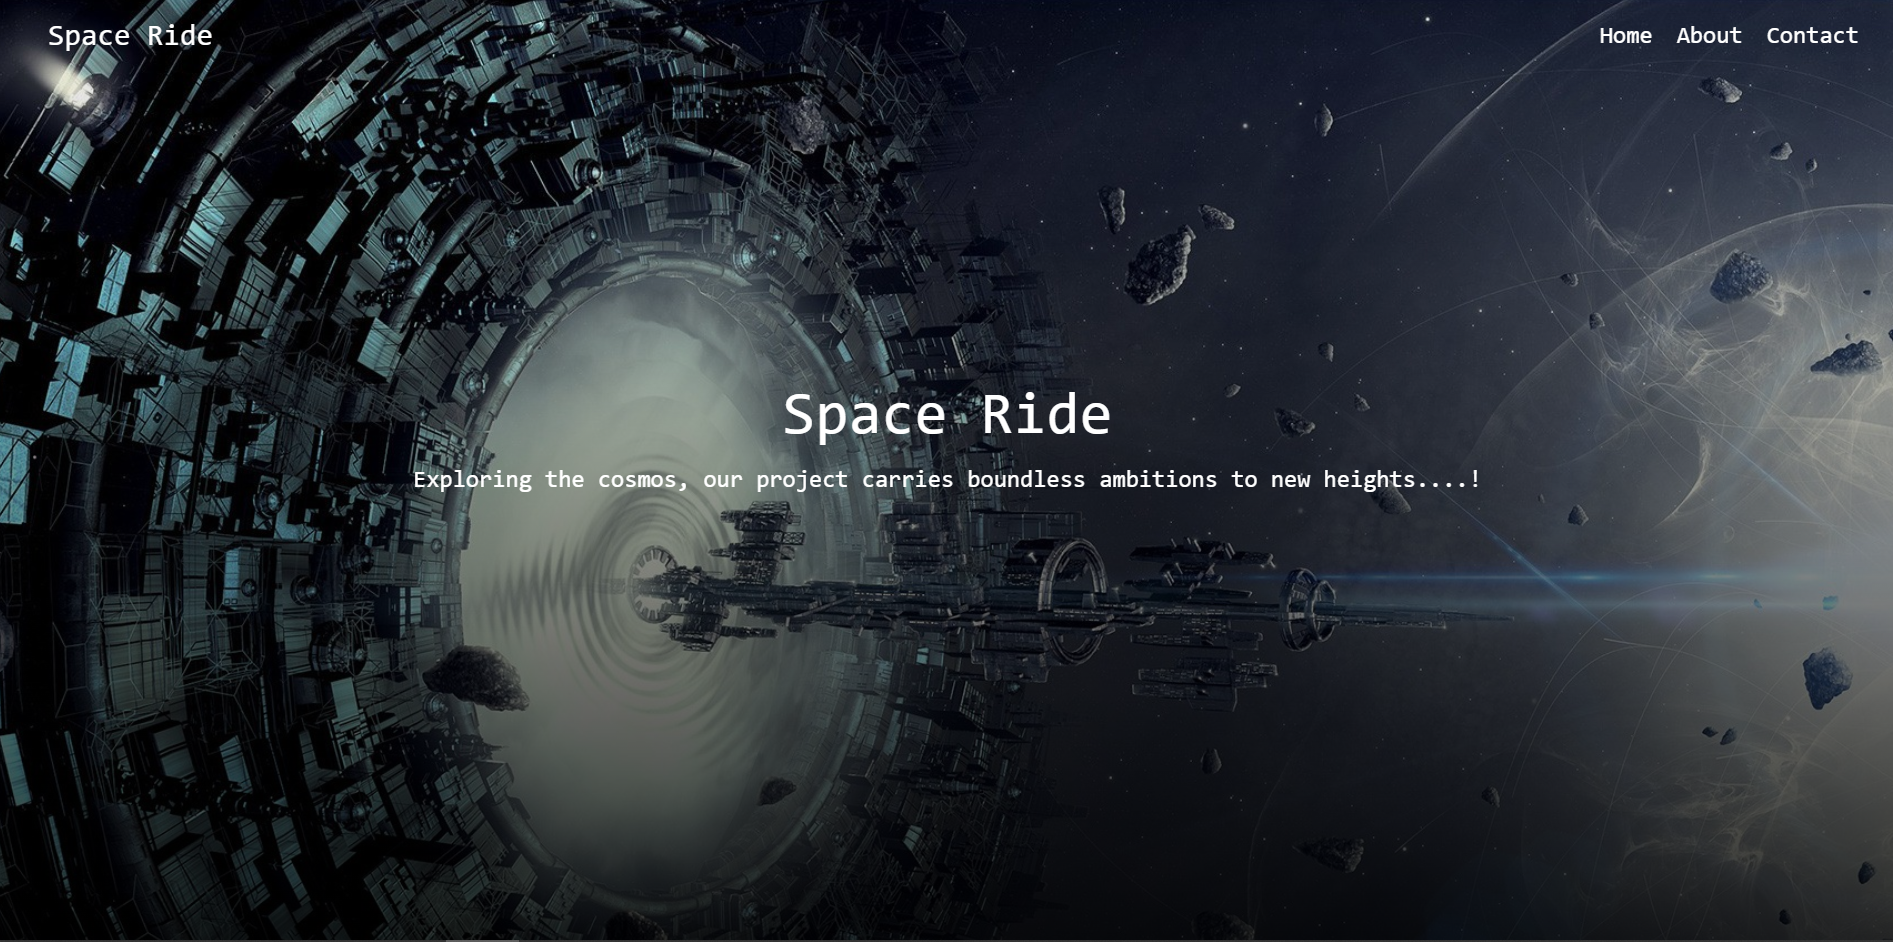 Space Ride
Home About Contact
Space Ride
Exploring the cosmos, our project carries boundless ambitions to new heights....!